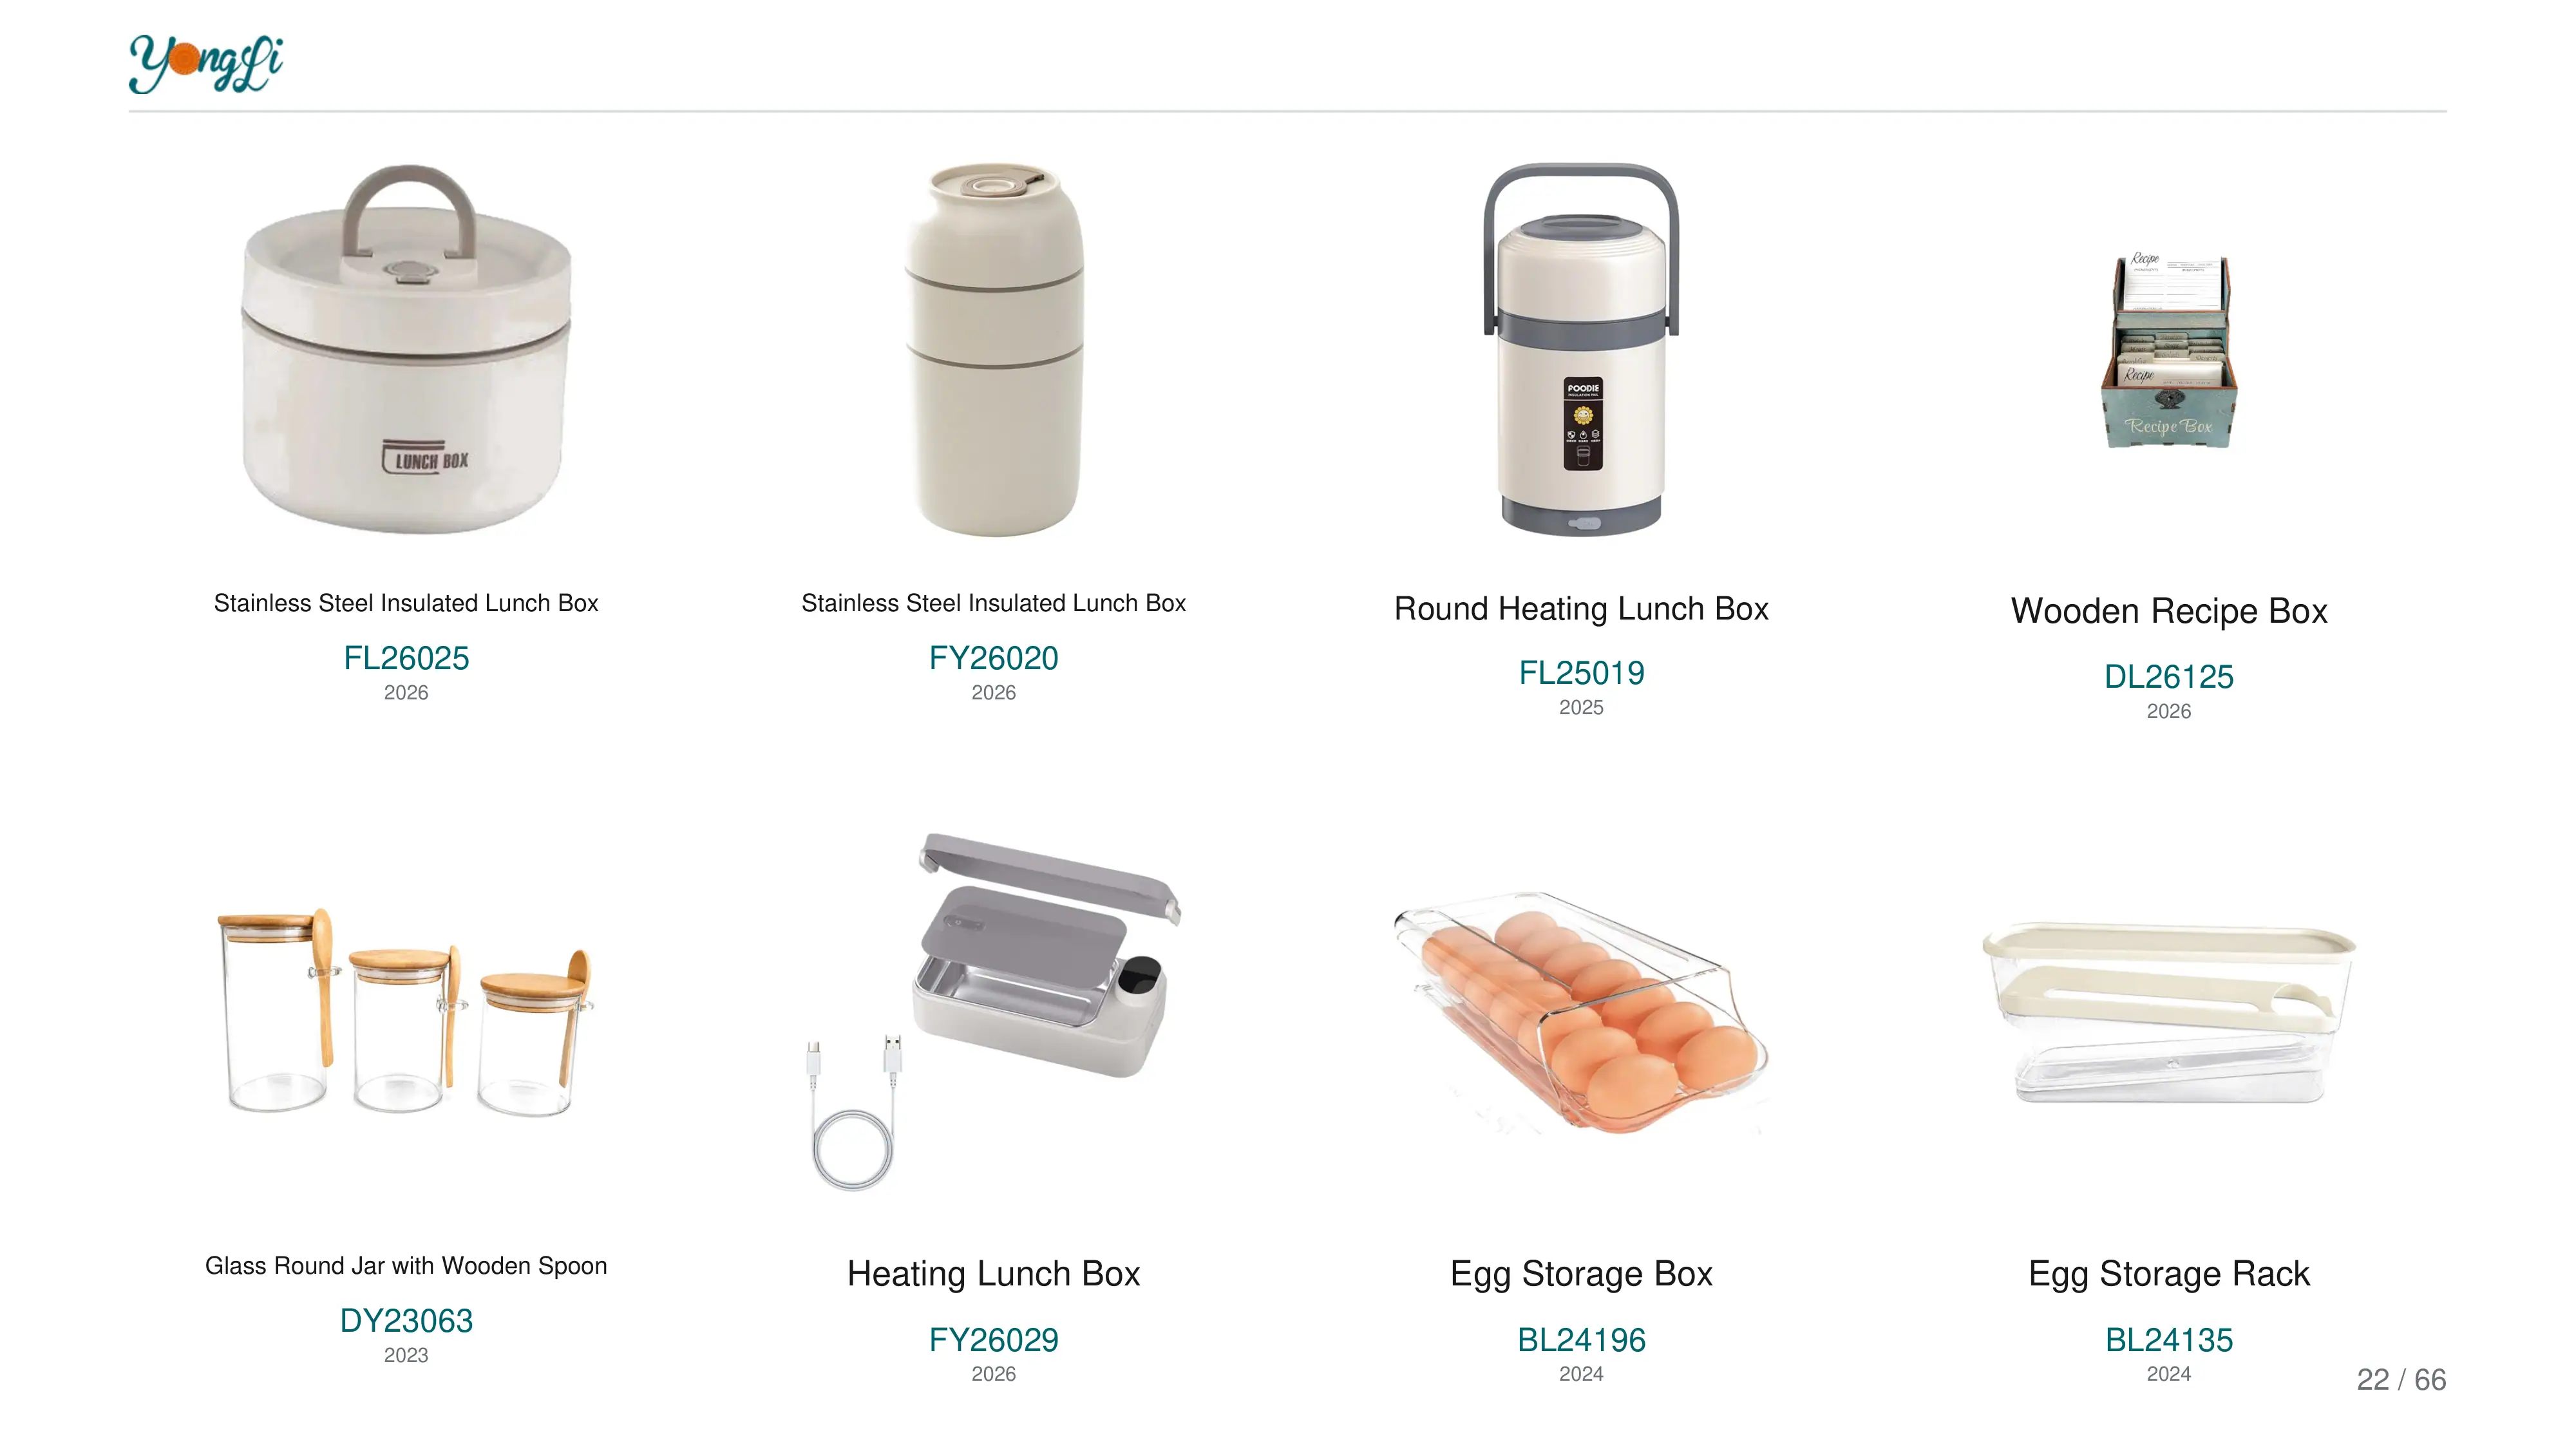 YongLi
LUNCH BOX
POODIE
INSULATION PAIL
Recipe
Recipe
Recipe Box
Stainless Steel Insulated Lunch Box
FL26025
2026
Stainless Steel Insulated Lunch Box
FY26020
2026
Round Heating Lunch Box
FL25019
2025
Wooden Recipe Box
DL26125
2026
Glass Round Jar with Wooden Spoon
DY23063
2023
Heating Lunch Box
FY26029
2026
Egg Storage Box
BL24196
2024
Egg Storage Rack
BL24135
2024
22 / 66